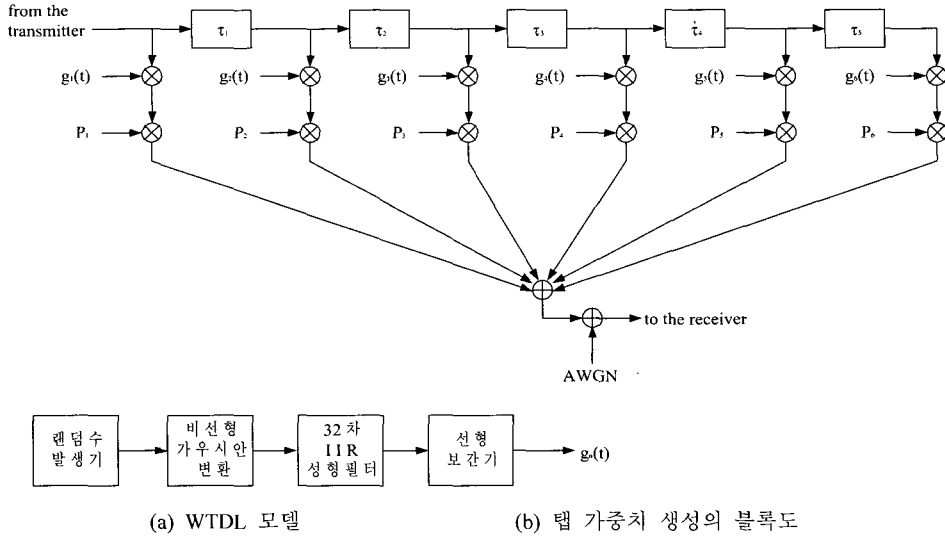 from the
the transmitter
τ₁ τ₂ τ₃ τ₄ τ₅
g₁(t) g₂(t) g₃(t) g₄(t) g₅(t) g₆(t)
P₁ P₂ P₃ P₄ P₅ P₆
to the receiver
AWGN
랜덤수
발생기
비선형
가우시안
변환
32차
IIR
성형필터
선형
보간기
gₙ(t)
(a) WTDL 모델
(b) 탭 가중치 생성의 블록도